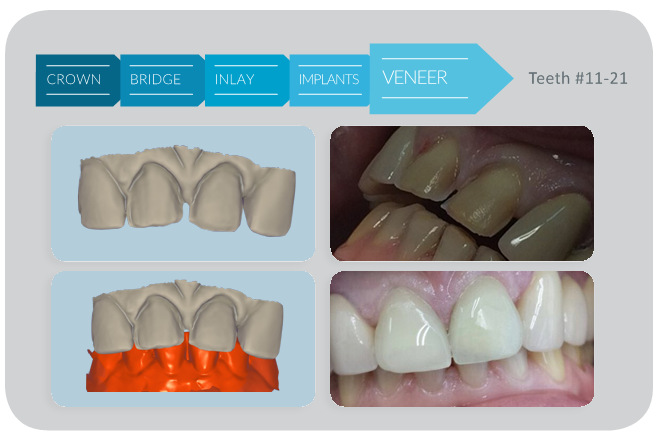 CROWN
BRIDGE
INLAY
IMPLANTS
VENEER
Teeth #11-21